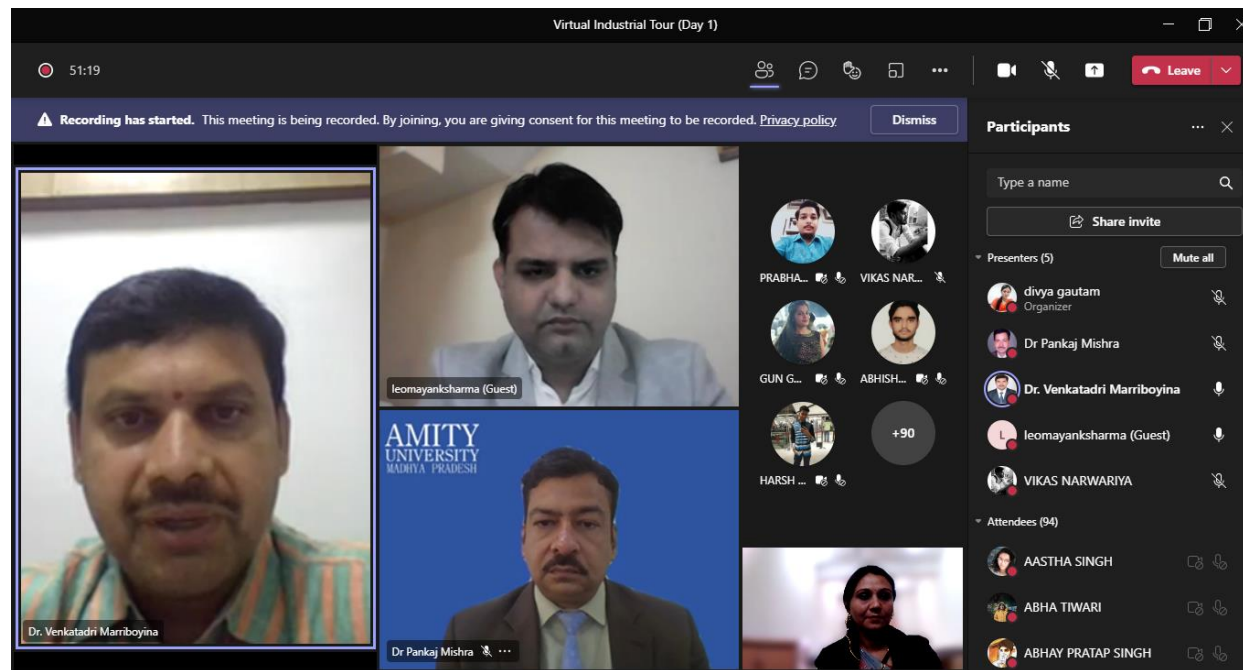 Virtual Industrial Tour (Day 1)
51:19
Leave
Recording has started. This meeting is being recorded. By joining, you are giving consent for this meeting to be recorded. Privacy policy
Dismiss
Dr. Venkatadri Marriboyina
leomayanksharma (Guest)
AMITY
UNIVERSITY
MADHYA PRADESH
Dr Pankaj Mishra
PRABHA...
VIKAS NAR...
GUN G...
ABHISH...
HARSH ...
+90
Participants
Type a name
Share invite
Presenters (5)
Mute all
divya gautam
Organizer
Dr Pankaj Mishra
Dr. Venkatadri Marriboyina
L
leomayanksharma (Guest)
VIKAS NARWARIYA
Attendees (94)
AASTHA SINGH
ABHA TIWARI
ABHAY PRATAP SINGH